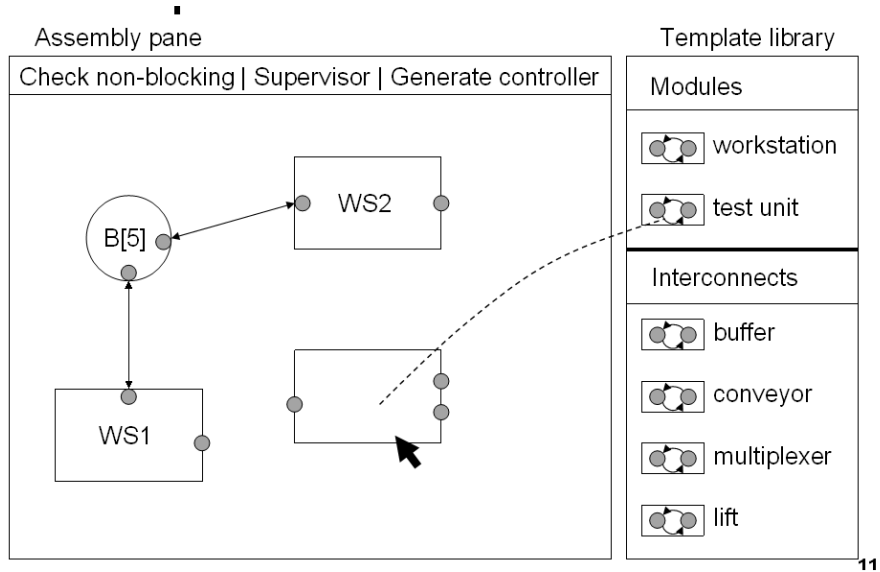 Assembly pane
Template library
Check non-blocking | Supervisor | Generate controller
Modules
workstation
WS2
test unit
B[5]
Interconnects
buffer
conveyor
WS1
multiplexer
lift
11